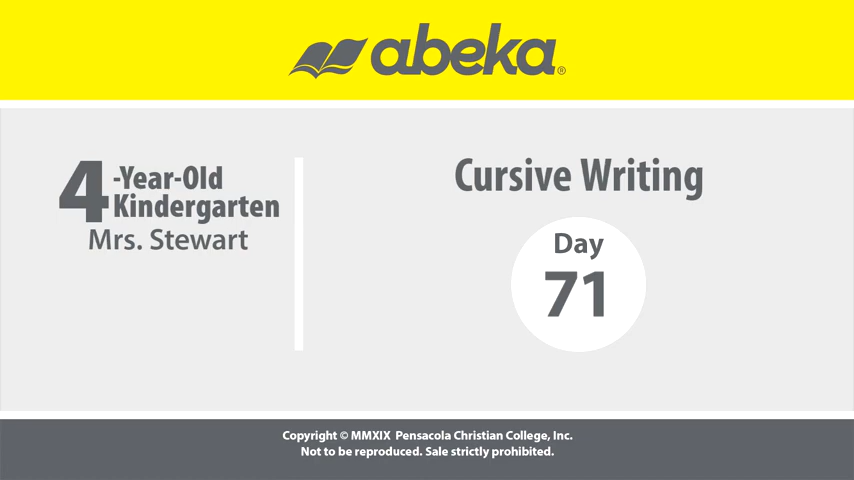 abeka®
4-Year-Old
Kindergarten
Mrs. Stewart
Cursive Writing
Day
71
Copyright © MMXIX Pensacola Christian College, Inc.
Not to be reproduced. Sale strictly prohibited.